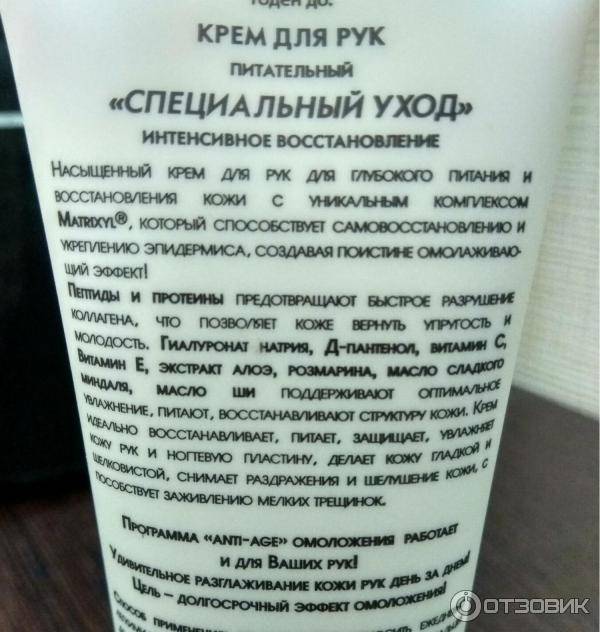 годен до:
КРЕМ ДЛЯ РУК
ПИТАТЕЛЬНЫЙ
«СПЕЦИАЛЬНЫЙ УХОД»
ИНТЕНСИВНОЕ ВОССТАНОВЛЕНИЕ
НАСЫЩЕННЫЙ КРЕМ ДЛЯ РУК ДЛЯ ГЛУБОКОГО ПИТАНИЯ И
ВОССТАНОВЛЕНИЯ КОЖИ С УНИКАЛЬНЫМ КОМПЛЕКСОМ
MATRIXYL®, КОТОРЫЙ СПОСОБСТВУЕТ САМОВОССТАНОВЛЕНИЮ И
УКРЕПЛЕНИЮ ЭПИДЕРМИСА, СОЗДАВАЯ ПОИСТИНЕ ОМОЛАЖИВАЮ-
ЩИЙ ЭФФЕКТ!
ПЕПТИДЫ И ПРОТЕИНЫ ПРЕДОТВРАЩАЮТ БЫСТРОЕ РАЗРУШЕНИЕ
КОЛЛАГЕНА, ЧТО ПОЗВОЛЯЕТ КОЖЕ ВЕРНУТЬ УПРУГОСТЬ И
МОЛОДОСТЬ. ГИАЛУРОНАТ НАТРИЯ, Д-ПАНТЕНОЛ, ВИТАМИН С,
ВИТАМИН Е, ЭКСТРАКТ АЛОЭ, РОЗМАРИНА, МАСЛО СЛАДКОГО
МИНДАЛЯ, МАСЛО ШИ ПОДДЕРЖИВАЮТ ОПТИМАЛЬНОЕ
УВЛАЖНЕНИЕ, ПИТАЮТ, ВОССТАНАВЛИВАЮТ СТРУКТУРУ КОЖИ. КРЕМ
ИДЕАЛЬНО ВОССТАНАВЛИВАЕТ, ПИТАЕТ, ЗАЩИЩАЕТ, УВЛАЖНЯЕТ
КОЖУ РУК И НОГТЕВУЮ ПЛАСТИНУ, ДЕЛАЕТ КОЖУ ГЛАДКОЙ И
ШЕЛКОВИСТОЙ, СНИМАЕТ РАЗДРАЖЕНИЯ И ШЕЛУШЕНИЕ КОЖИ, С
ПОСОБСТВУЕТ ЗАЖИВЛЕНИЮ МЕЛКИХ ТРЕЩИНОК.
ПРОГРАММА «ANTI-AGE» ОМОЛОЖЕНИЯ РАБОТАЕТ
И ДЛЯ ВАШИХ РУК!
УДИВИТЕЛЬНОЕ РАЗГЛАЖИВАНИЕ КОЖИ РУК ДЕНЬ ЗА ДНЕМ!
ЦЕЛЬ – ДОЛГОСРОЧНЫЙ ЭФФЕКТ ОМОЛОЖЕНИЯ!
СПОСОБ ПРИМЕНЕНИЯ
ОТЗОВИК